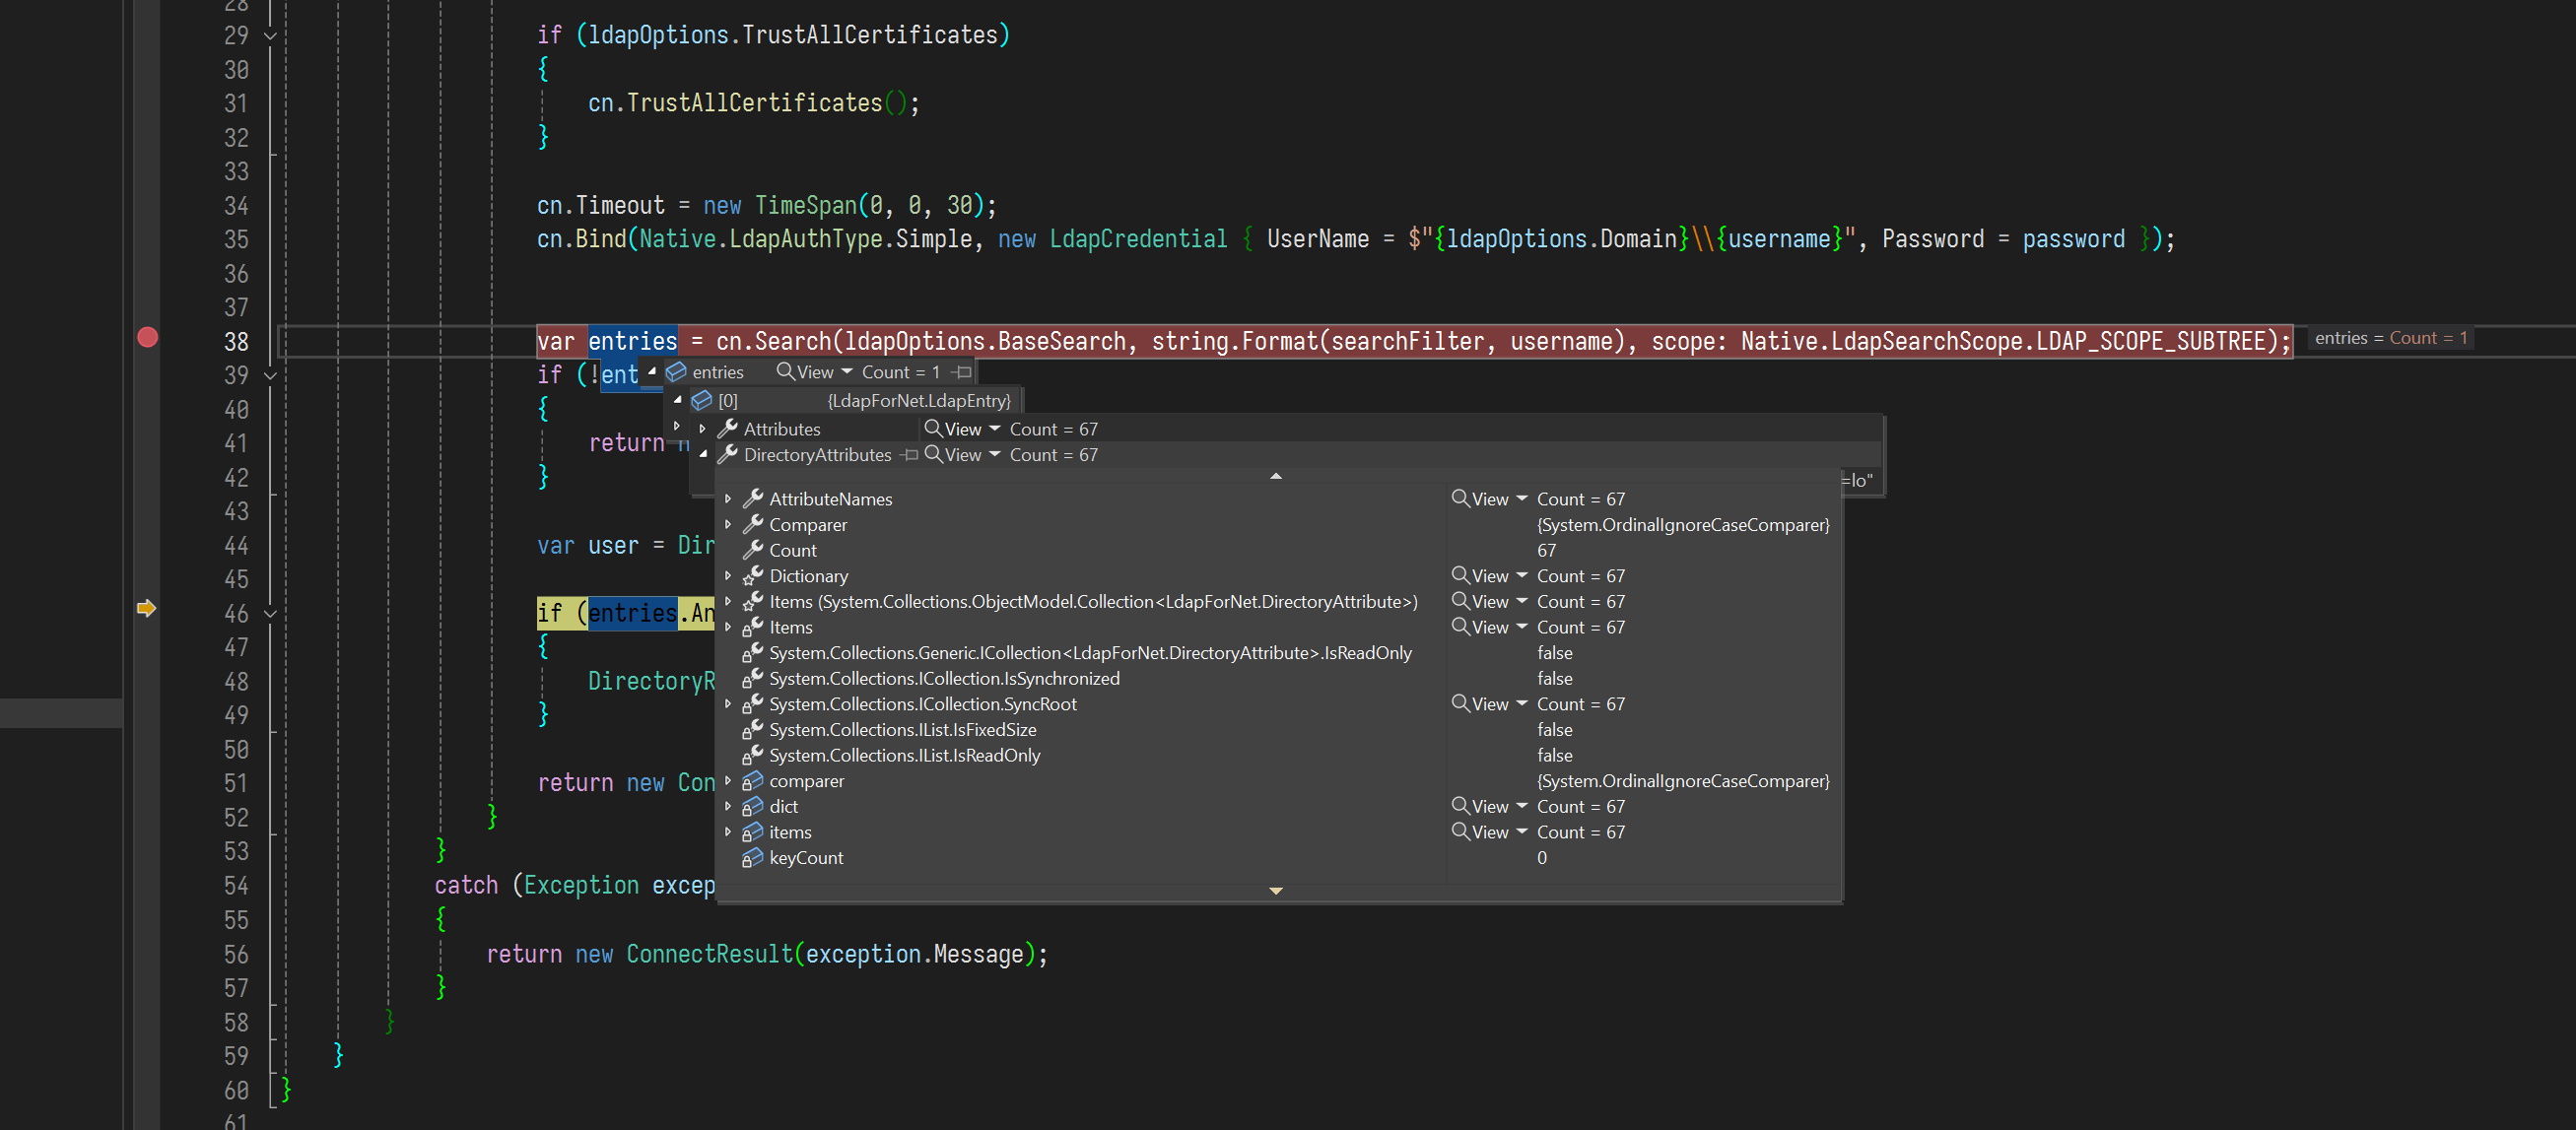 28
29 if (ldapOptions.TrustAllCertificates)
30 {
31 cn.TrustAllCertificates();
32 }
33
34 cn.Timeout = new TimeSpan(0, 0, 30);
35 cn.Bind(Native.LdapAuthType.Simple, new LdapCredential { UserName = $"{ldapOptions.Domain}\\{username}", Password = password });
36
37
38 var entries = cn.Search(ldapOptions.BaseSearch, string.Format(searchFilter, username), scope: Native.LdapSearchScope.LDAP_SCOPE_SUBTREE); entries = Count = 1
39 if (!ent entries View Count = 1
40 { [0] {LdapForNet.LdapEntry}
Attributes View Count = 67
41 return n
DirectoryAttributes View Count = 67
42 } =lo"
43
AttributeNames View Count = 67
Comparer {System.OrdinalIgnoreCaseComparer}
44 var user = Dir
Count 67
45
Dictionary View Count = 67
46 if (entries.An
Items (System.Collections.ObjectModel.Collection<LdapForNet.DirectoryAttribute>) View Count = 67
Items View Count = 67
47 {
System.Collections.Generic.ICollection<LdapForNet.DirectoryAttribute>.IsReadOnly false
48 DirectoryR
System.Collections.ICollection.IsSynchronized false
49 }
System.Collections.ICollection.SyncRoot View Count = 67
System.Collections.IList.IsFixedSize false
50
System.Collections.IList.IsReadOnly false
51 return new Con
comparer {System.OrdinalIgnoreCaseComparer}
52 }
dict View Count = 67
items View Count = 67
53 }
keyCount 0
54 catch (Exception excep
55 {
56 return new ConnectResult(exception.Message);
57 }
58 }
59 }
60 }
61